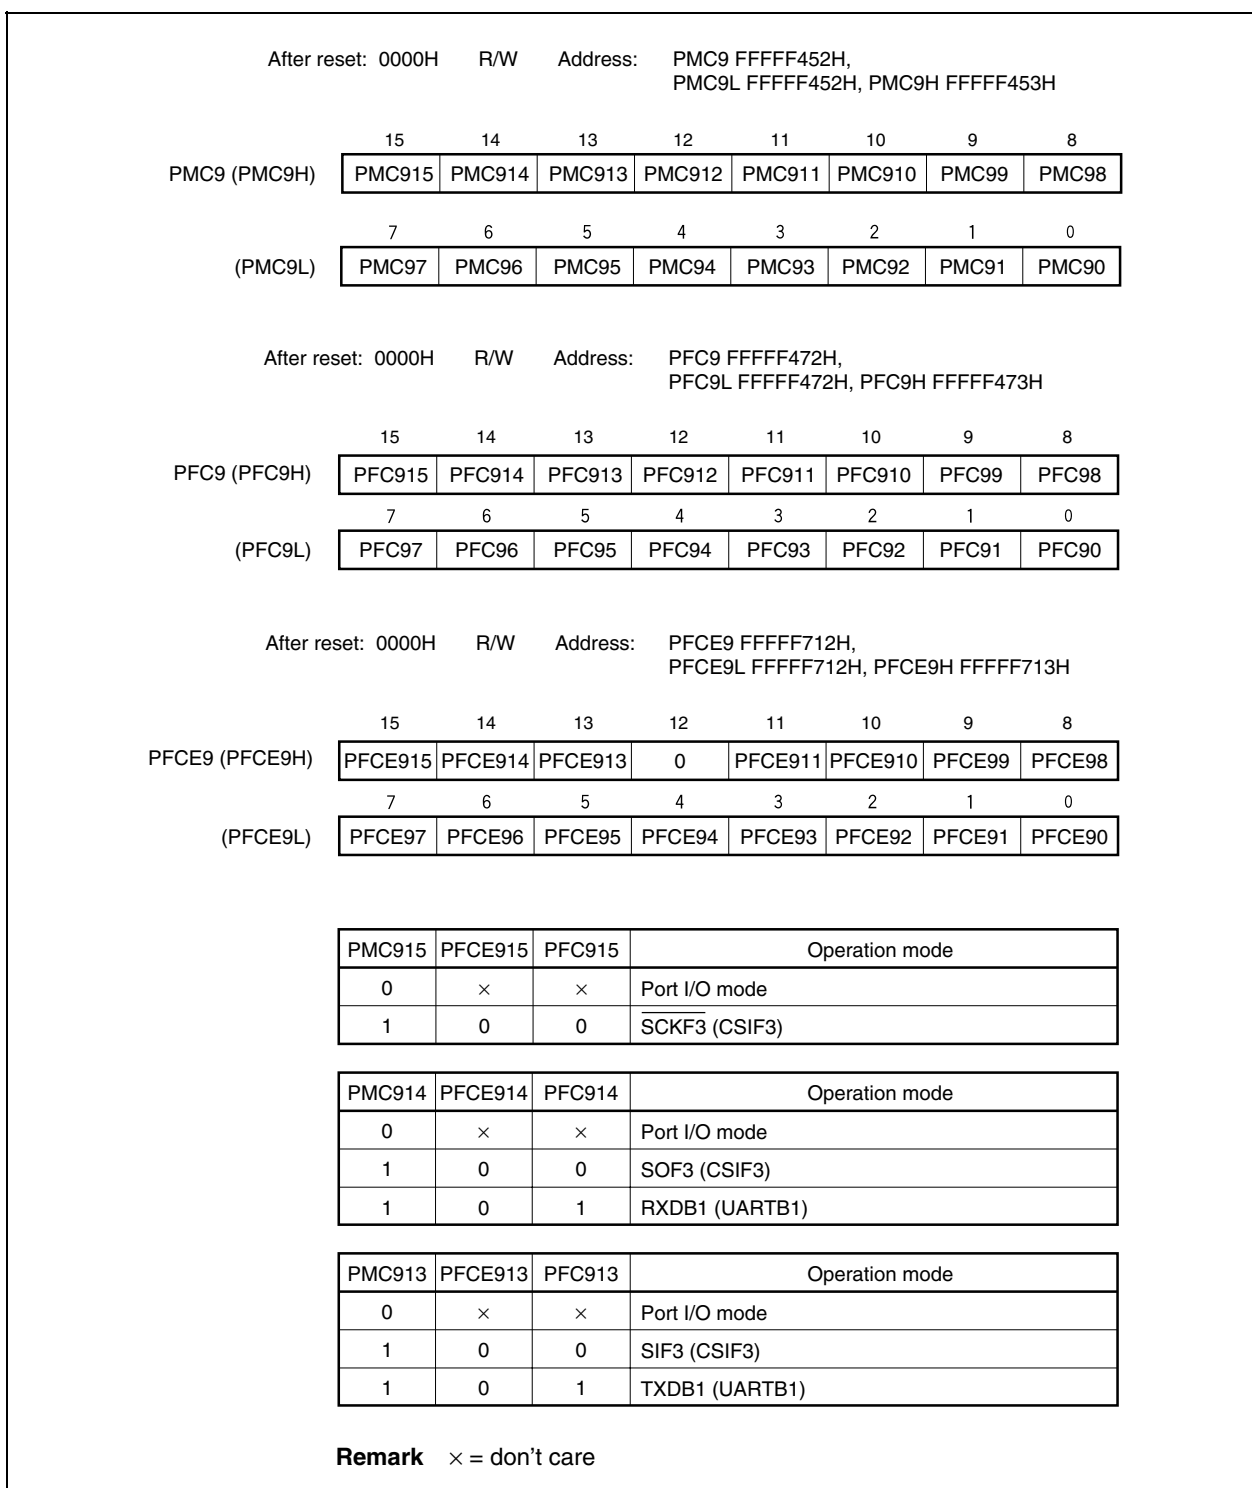 After reset: 0000H R/W Address: PMC9 FFFFF452H,
PMC9L FFFFF452H, PMC9H FFFFF453H
15 14 13 12 11 10 9 8
PMC9 (PMC9H) PMC915 PMC914 PMC913 PMC912 PMC911 PMC910 PMC99 PMC98
7 6 5 4 3 2 1 0
(PMC9L) PMC97 PMC96 PMC95 PMC94 PMC93 PMC92 PMC91 PMC90
After reset: 0000H R/W Address: PFC9 FFFFF472H,
PFC9L FFFFF472H, PFC9H FFFFF473H
15 14 13 12 11 10 9 8
PFC9 (PFC9H) PFC915 PFC914 PFC913 PFC912 PFC911 PFC910 PFC99 PFC98
7 6 5 4 3 2 1 0
(PFC9L) PFC97 PFC96 PFC95 PFC94 PFC93 PFC92 PFC91 PFC90
After reset: 0000H R/W Address: PFCE9 FFFFF712H,
PFCE9L FFFFF712H, PFCE9H FFFFF713H
15 14 13 12 11 10 9 8
PFCE9 (PFCE9H) PFCE915 PFCE914 PFCE913 0 PFCE911 PFCE910 PFCE99 PFCE98
7 6 5 4 3 2 1 0
(PFCE9L) PFCE97 PFCE96 PFCE95 PFCE94 PFCE93 PFCE92 PFCE91 PFCE90
PMC915 PFCE915 PFC915 Operation mode
0 × × Port I/O mode
1 0 0 S̅C̅K̅F̅3̅ (CSIF3)
PMC914 PFCE914 PFC914 Operation mode
0 × × Port I/O mode
1 0 0 SOF3 (CSIF3)
1 0 1 RXDB1 (UARTB1)
PMC913 PFCE913 PFC913 Operation mode
0 × × Port I/O mode
1 0 0 SIF3 (CSIF3)
1 0 1 TXDB1 (UARTB1)
Remark × = don't care